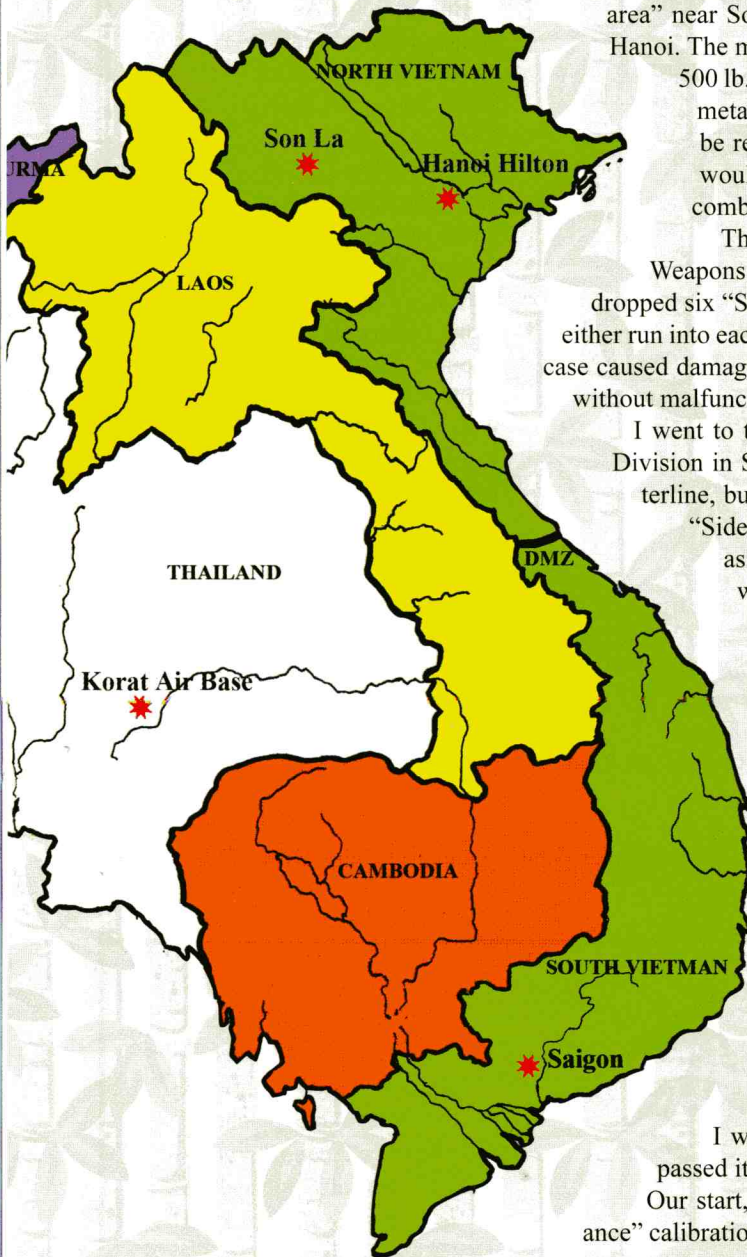 NORTH VIETNAM
Son La
Hanoi Hilton
URMA
LAOS
THAILAND
DMZ
Korat Air Base
CAMBODIA
SOUTH VIETMAN
Saigon
area” near So
Hanoi. The m
500 lb.
meta
be re
wou
comb
Th
Weapons
dropped six “S
either run into eac
case caused damag
without malfunc
I went to t
Division in S
terline, bu
“Side
as
w
I w
passed it
Our start,
ance” calibratio